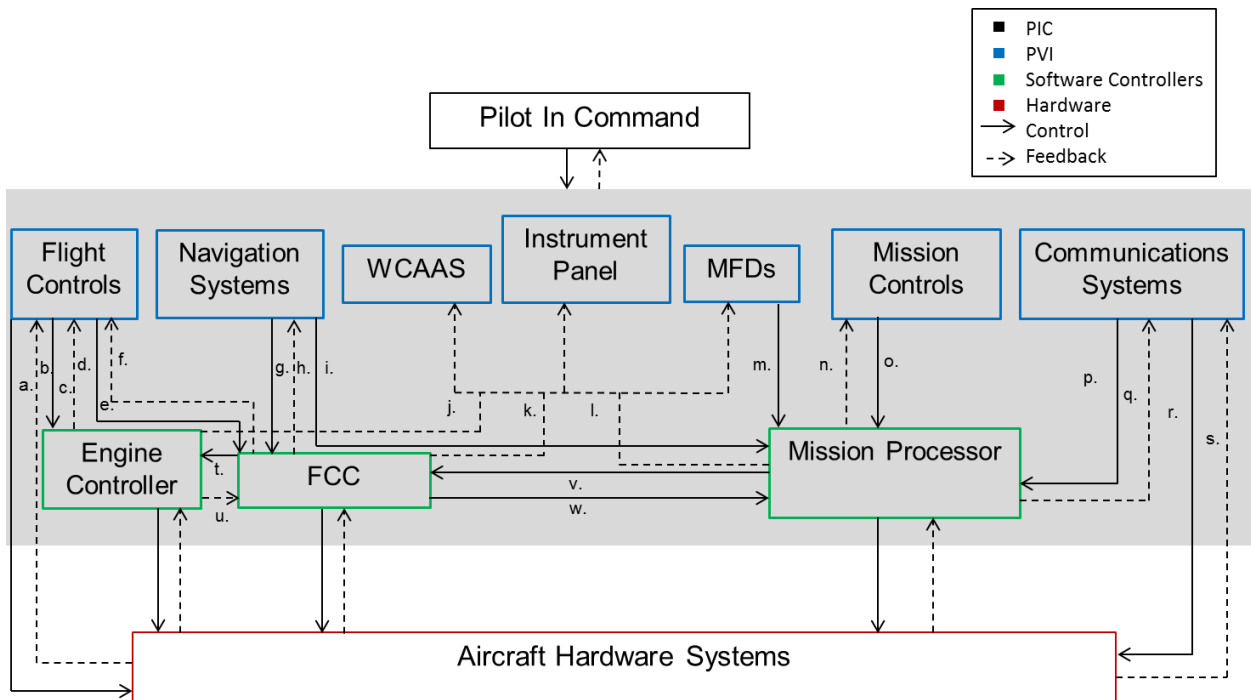 PIC
PVI
Software Controllers
Hardware
Control
Feedback
Pilot In Command
Flight
Controls
Navigation
Systems
WCAAS
Instrument
Panel
MFDs
Mission
Controls
Communications
Systems
a.
b.
c.
d.
e.
f.
g.
h.
i.
j.
k.
l.
m.
n.
o.
p.
q.
r.
s.
Engine
Controller
t.
u.
FCC
v.
w.
Mission Processor
Aircraft Hardware Systems